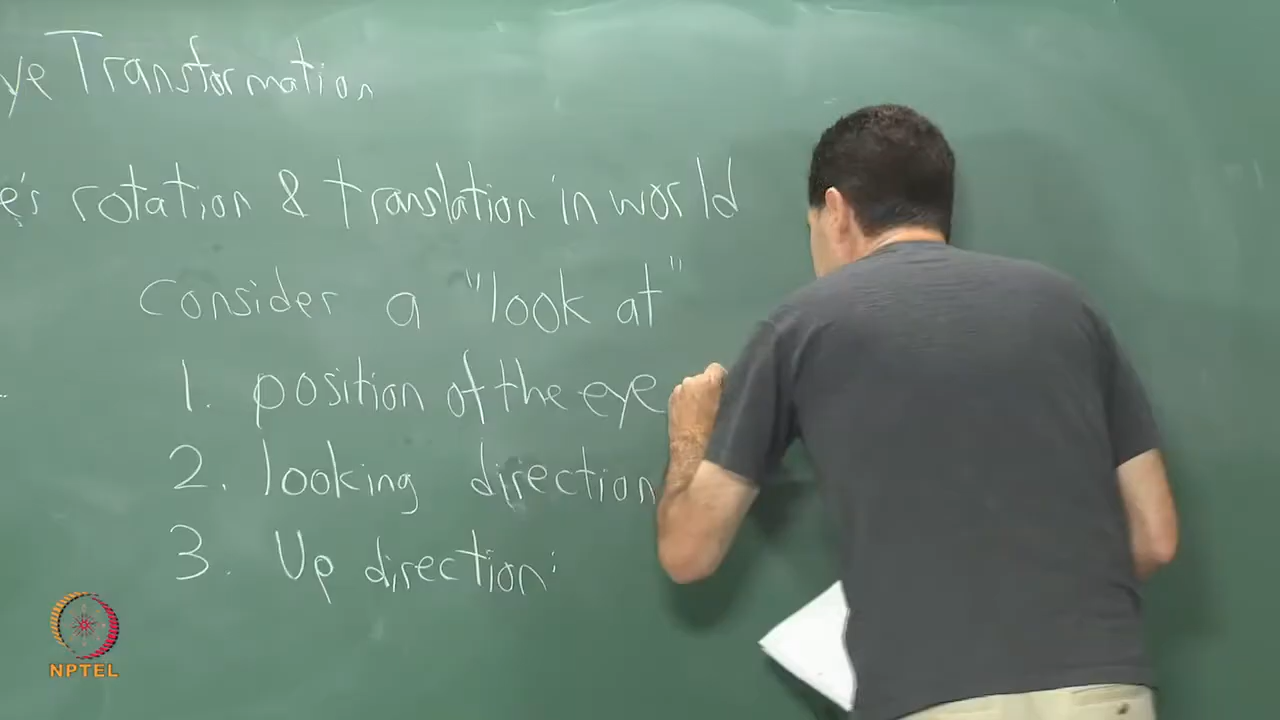 ye Transformation
e's rotation & translation in world
consider a "look at"
1. position of the eye
2. looking direction
3. Up direction:
NPTEL